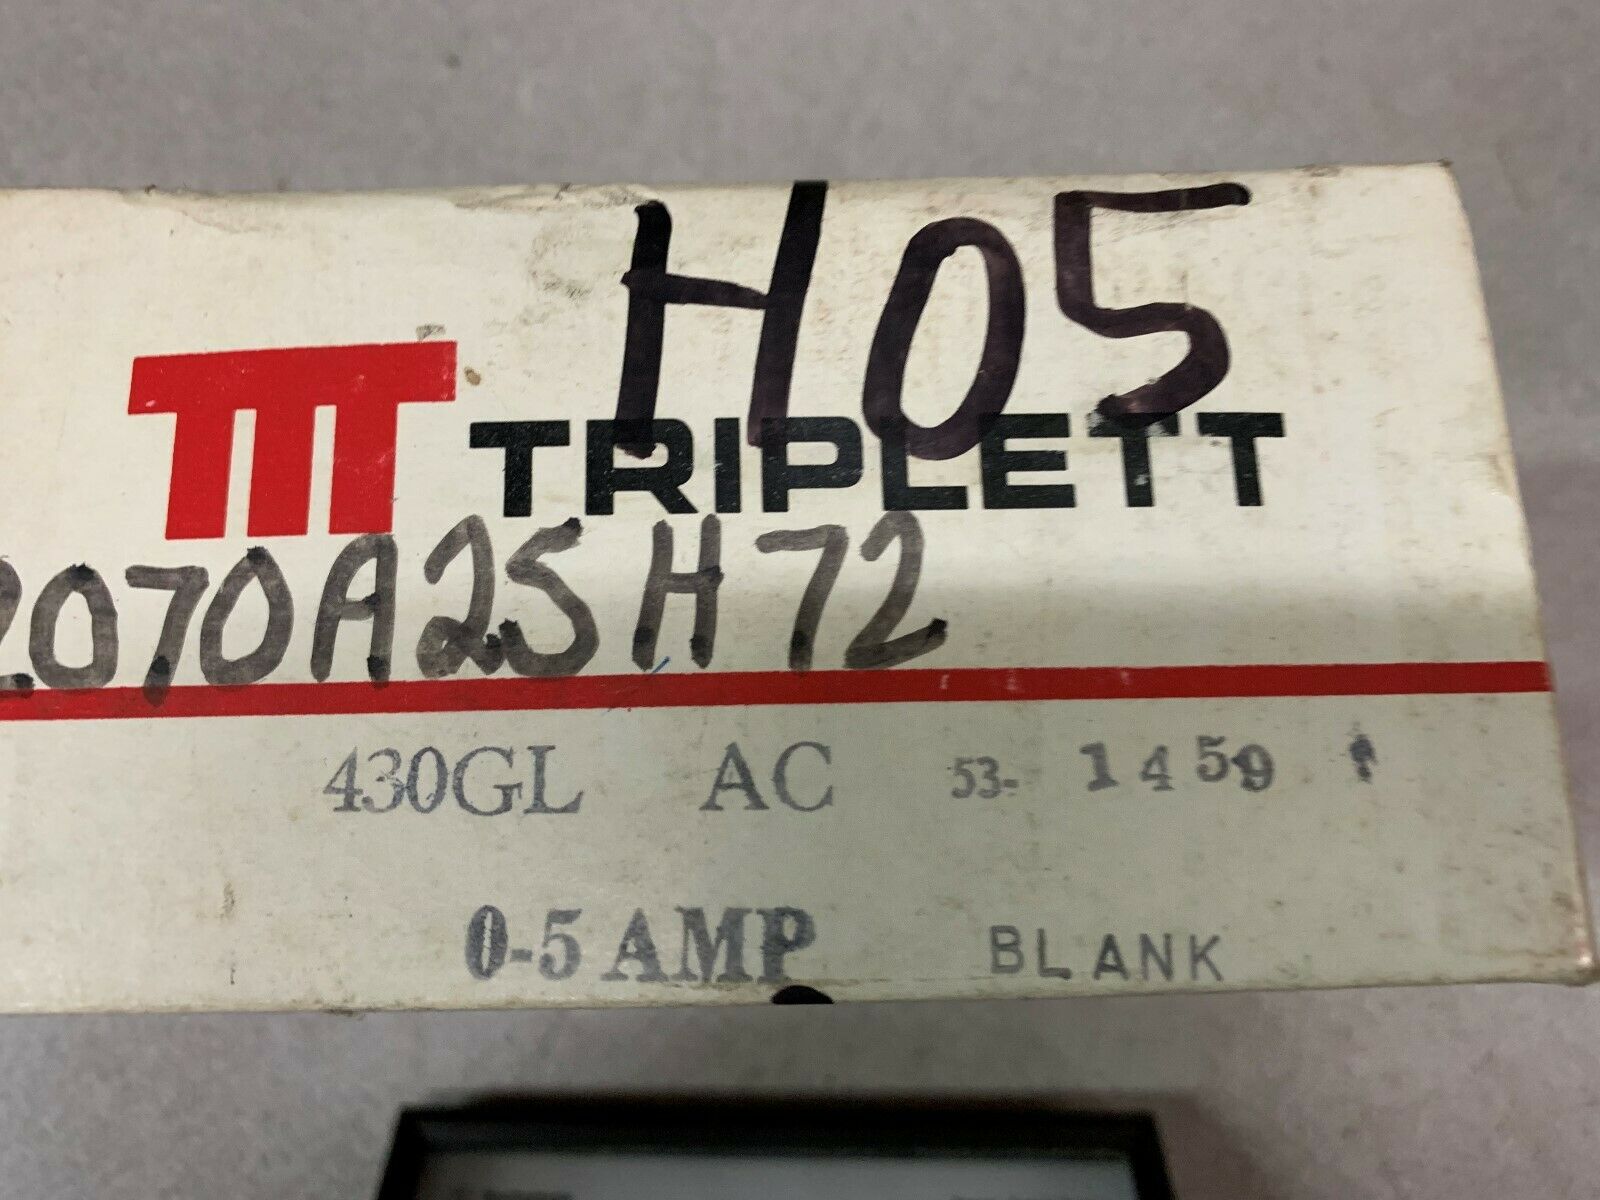 H05
TRIPLETT
2070A25H72
430GL AC 53- 1459
0-5 AMP BLANK